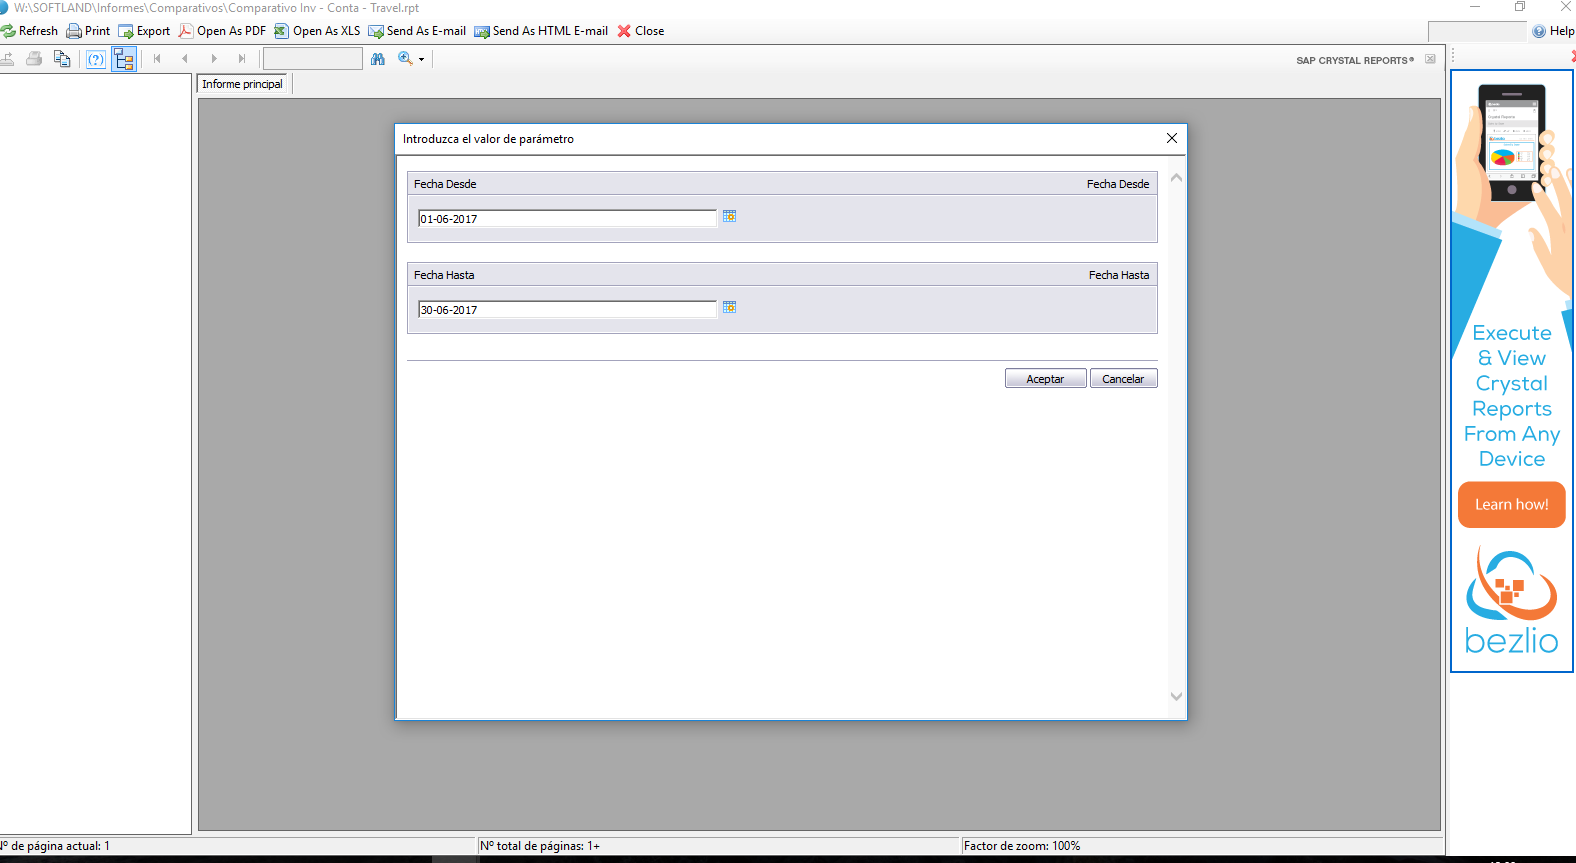 W:\SOFTLAND\Informes\Comparativos\Comparativo Inv - Conta - Travel.rpt
Refresh Print Export Open As PDF Open As XLS Send As E-mail Send As HTML E-mail Close Help
SAP CRYSTAL REPORTS®
Informe principal
Introduzca el valor de parámetro
Fecha Desde Fecha Desde
01-06-2017
Fecha Hasta Fecha Hasta
30-06-2017
Aceptar Cancelar
Execute
& View
Crystal
Reports
From Any
Device
Learn how!
bezlio
Nº de página actual: 1 Nº total de páginas: 1+ Factor de zoom: 100%